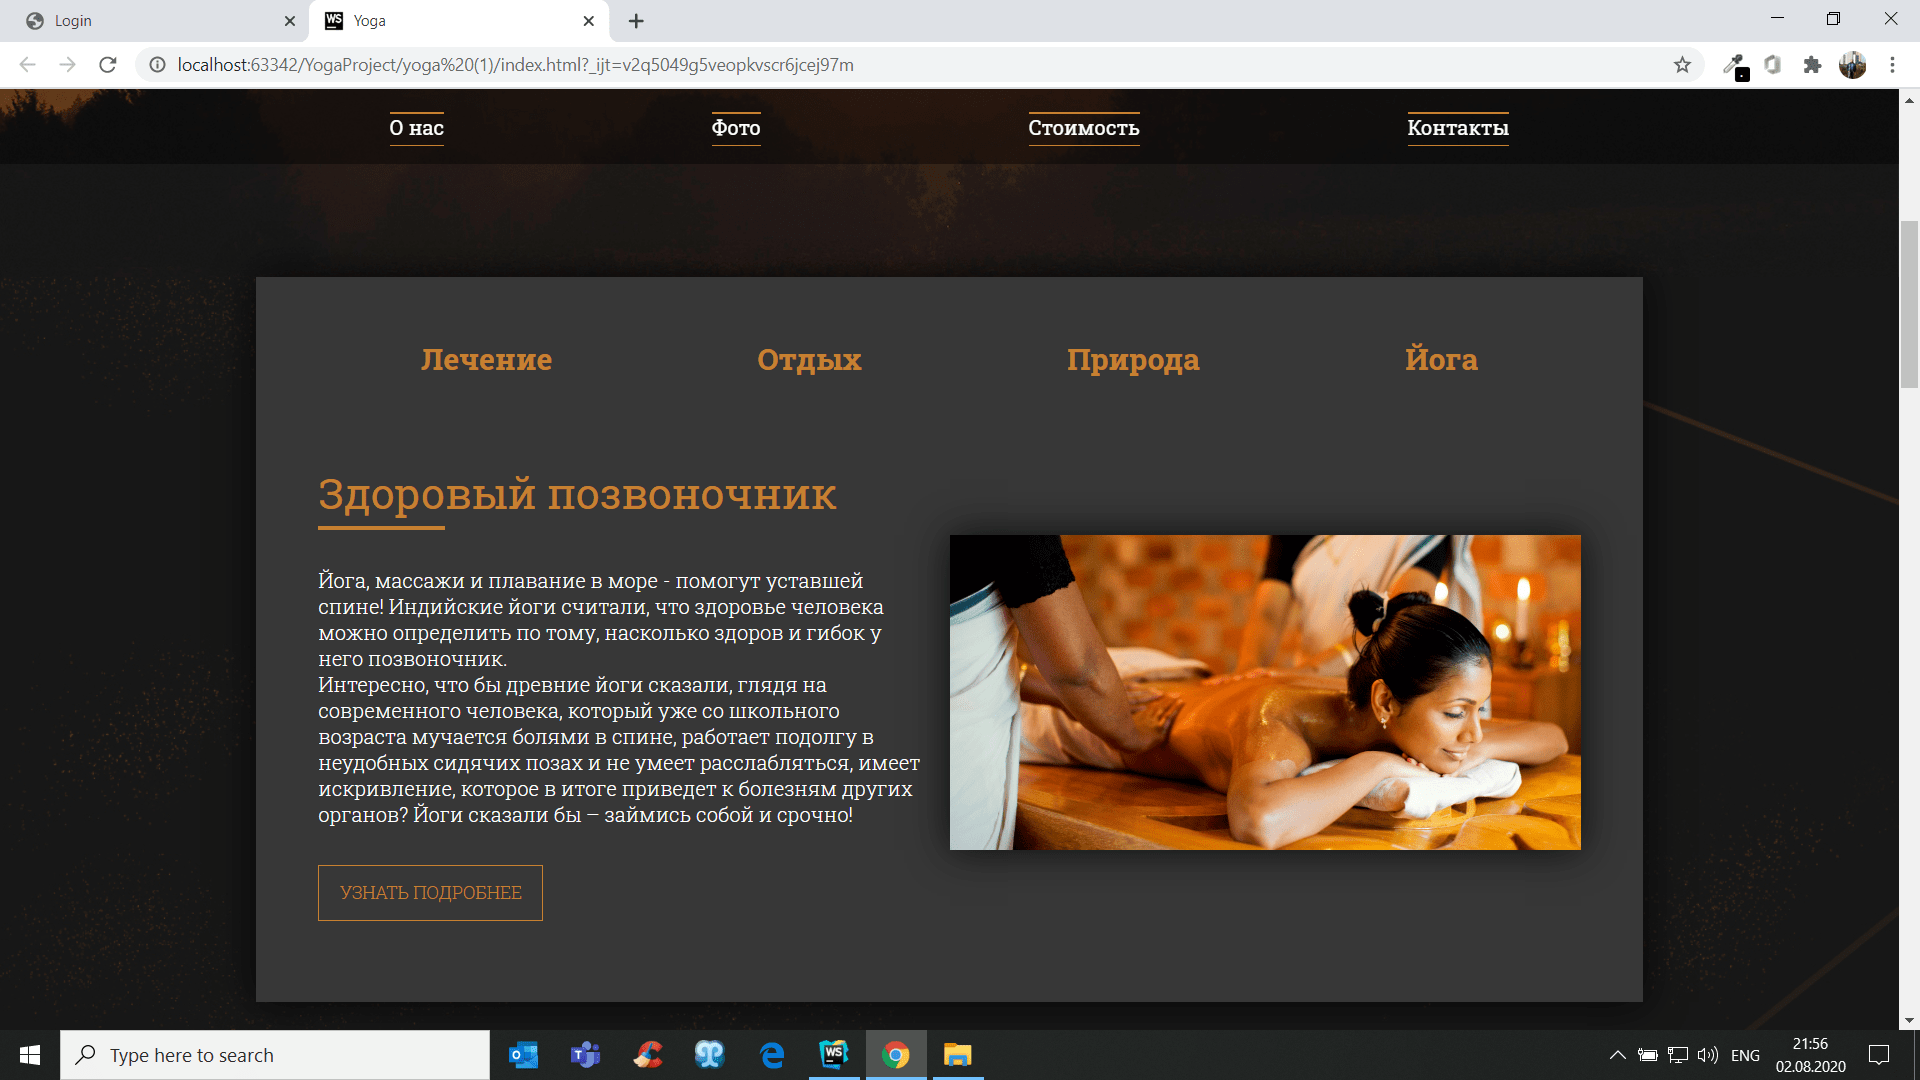 Login
WS
Yoga
localhost:63342/YogaProject/yoga%20(1)/index.html?_ijt=v2q5049g5veopkvscr6jcej97m
О нас
Фото
Стоимость
Контакты
Лечение
Отдых
Природа
Йога
Здоровый позвоночник
Йога, массажи и плавание в море - помогут уставшей
спине! Индийские йоги считали, что здоровье человека
можно определить по тому, насколько здоров и гибок у
него позвоночник.
Интересно, что бы древние йоги сказали, глядя на
современного человека, который уже со школьного
возраста мучается болями в спине, работает подолгу в
неудобных сидячих позах и не умеет расслабляться, имеет
искривление, которое в итоге приведет к болезням других
органов? Йоги сказали бы – займись собой и срочно!
УЗНАТЬ ПОДРОБНЕЕ
Type here to search
WS
ENG
21:56
02.08.2020